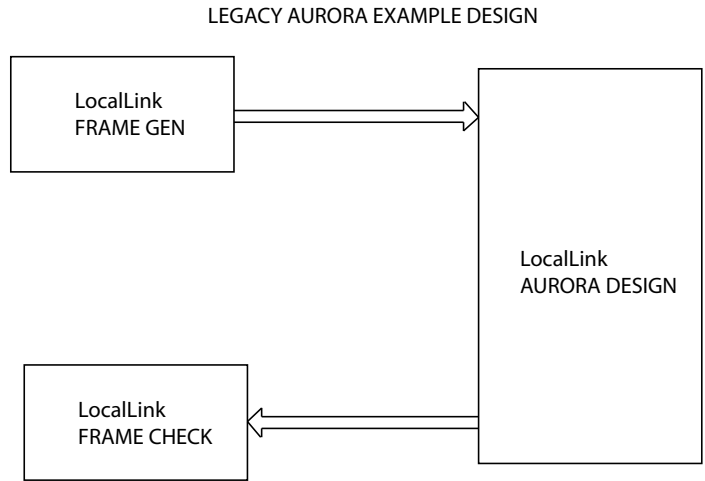 LEGACY AURORA EXAMPLE DESIGN
LocalLink
FRAME GEN
LocalLink
AURORA DESIGN
LocalLink
FRAME CHECK